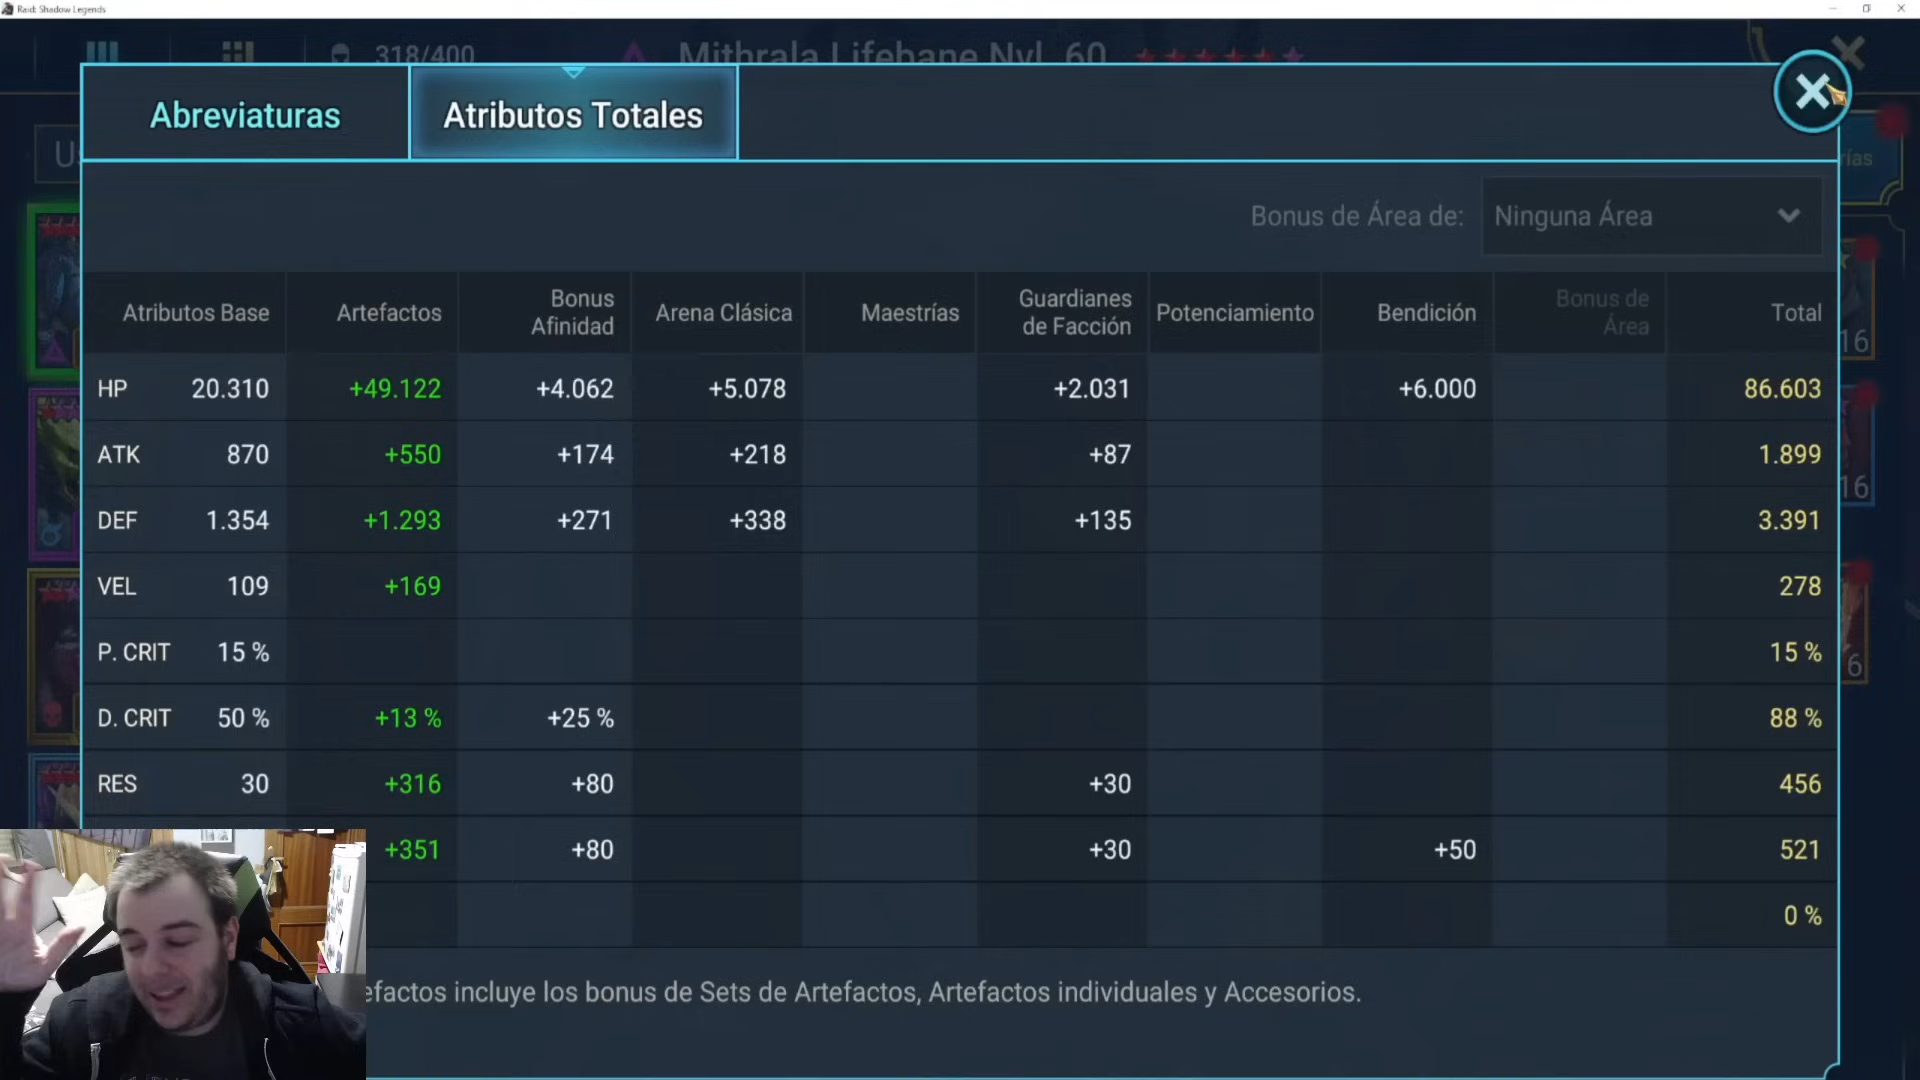 Raid: Shadow Legends
318/400 Mithrala Lifebane Nvl. 60
Abreviaturas Atributos Totales
Bonus de Área de: Ninguna Área
Atributos Base Artefactos Bonus Afinidad Arena Clásica Maestrías Guardianes de Facción Potenciamiento Bendición Bonus de Área Total
HP 20.310 +49.122 +4.062 +5.078 +2.031 +6.000 86.603
ATK 870 +550 +174 +218 +87 1.899
DEF 1.354 +1.293 +271 +338 +135 3.391
VEL 109 +169 278
P. CRIT 15 % 15 %
D. CRIT 50 % +13 % +25 % 88 %
RES 30 +316 +80 +30 456
+351 +80 +30 +50 521
0 %
efactos incluye los bonus de Sets de Artefactos, Artefactos individuales y Accesorios.
16
16
6